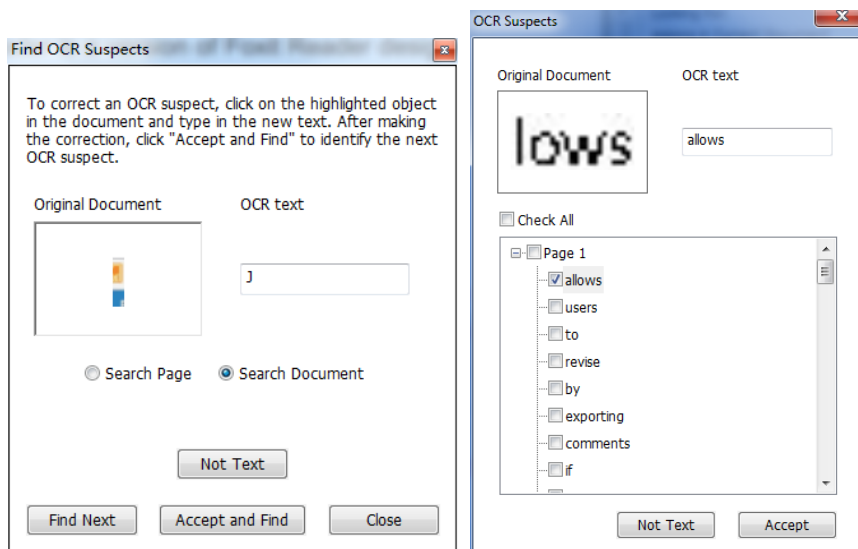 Find OCR Suspects
To correct an OCR suspect, click on the highlighted object
in the document and type in the new text. After making
the correction, click "Accept and Find" to identify the next
OCR suspect.
Original Document OCR text
J
Search Page Search Document
Not Text
Find Next Accept and Find Close
OCR Suspects
Original Document OCR text
lows allows
Check All
Page 1
allows
users
to
revise
by
exporting
comments
if
Not Text Accept